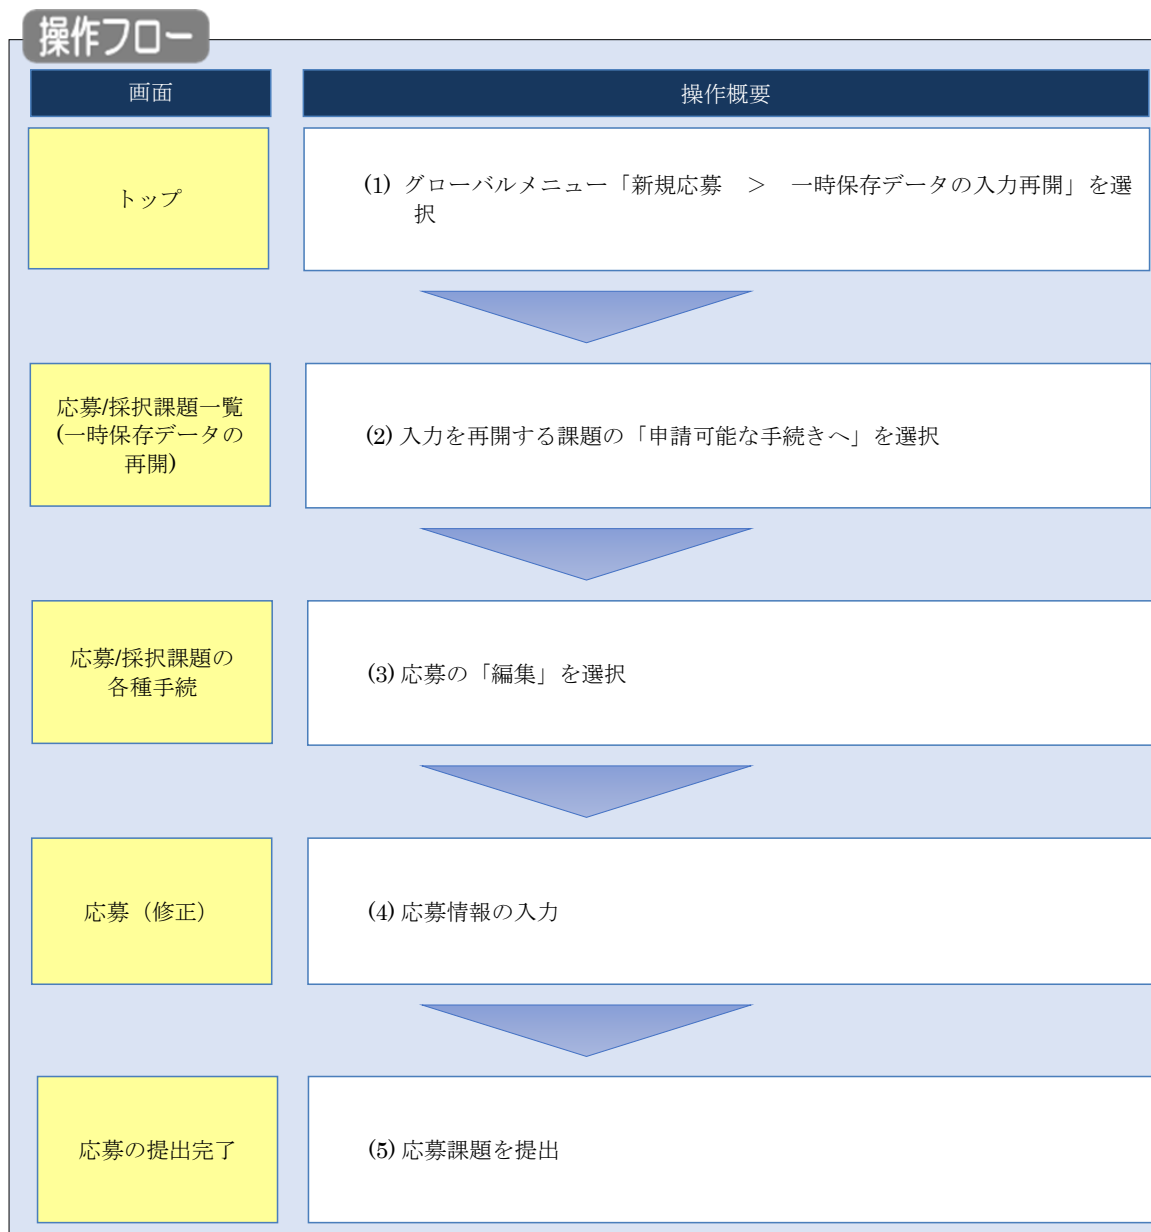 操作フロー
画面
操作概要
トップ
(1) グローバルメニュー「新規応募　＞　一時保存データの入力再開」を選
択
応募/採択課題一覧
(一時保存データの
再開)
(2) 入力を再開する課題の「申請可能な手続きへ」を選択
応募/採択課題の
各種手続
(3) 応募の「編集」を選択
応募（修正）
(4) 応募情報の入力
応募の提出完了
(5) 応募課題を提出